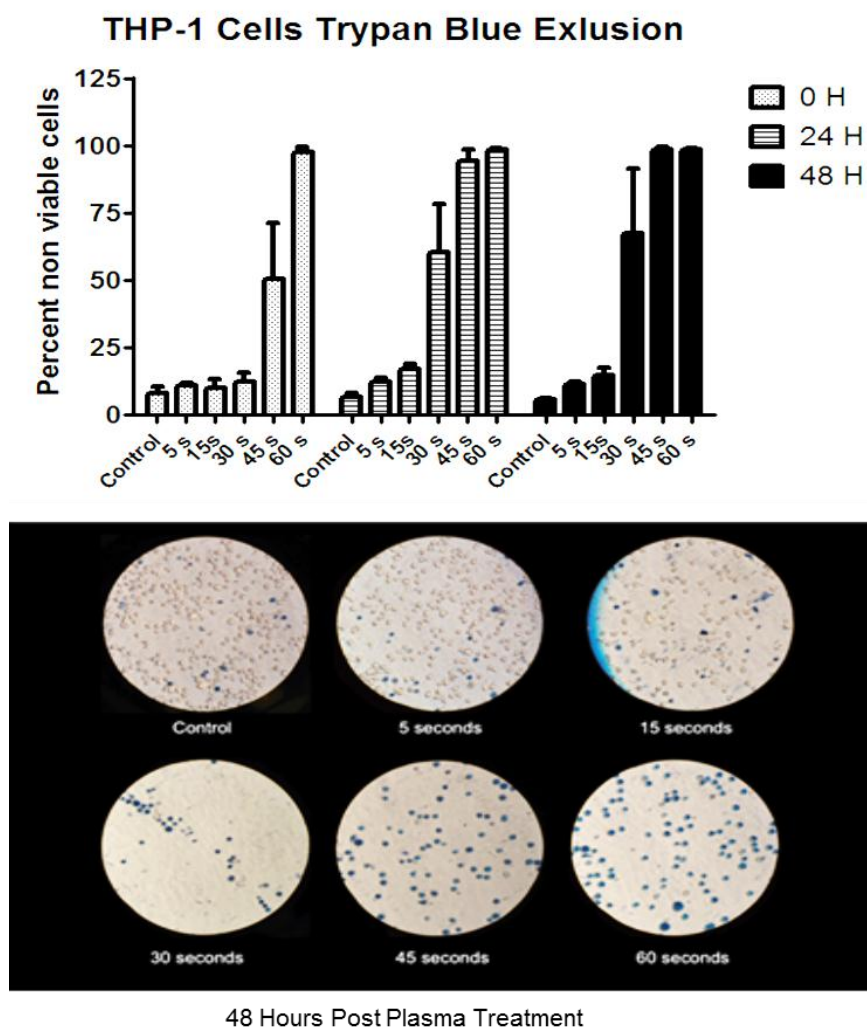 THP-1 Cells Trypan Blue Exlusion
125
100
75
50
25
0
Percent non viable cells
0 H
24 H
48 H
Control
5 s
15s
30 s
45 s
60 s
Control
5 s
15s
30 s
45 s
60 s
Control
5 s
15s
30 s
45 s
60 s
Control
5 seconds
15 seconds
30 seconds
45 seconds
60 seconds
48 Hours Post Plasma Treatment